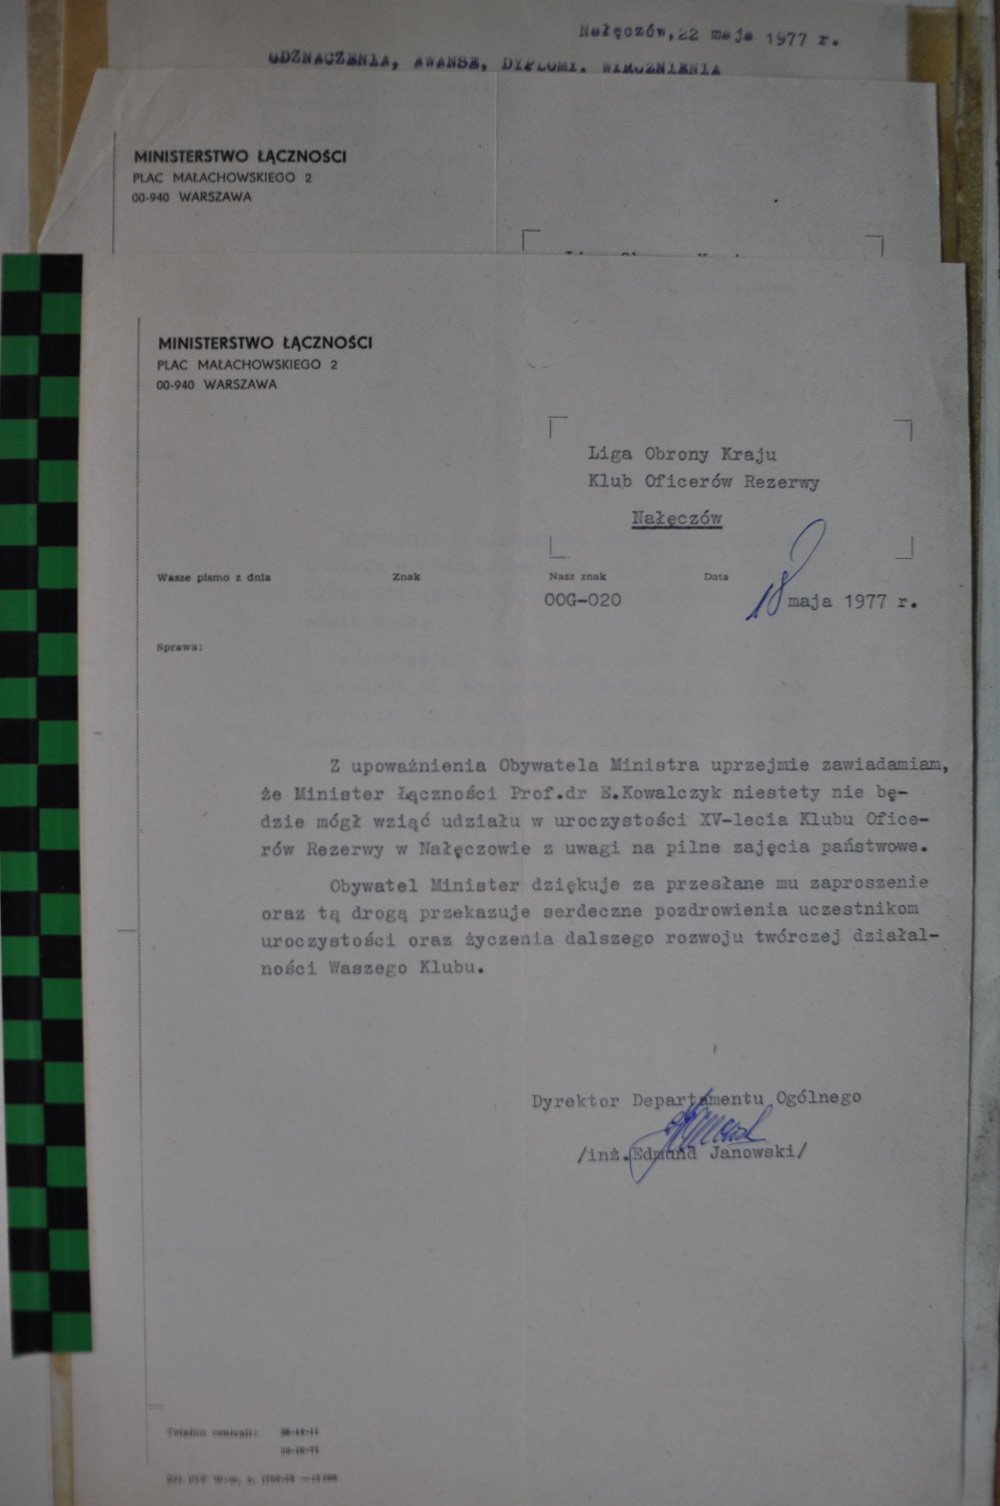 Nałęczów, 22 maja 1977 r.
ODZNACZENIA, AWANSE, DYPLOMY. WYRÓŻNIENIA
MINISTERSTWO ŁĄCZNOŚCI
PLAC MAŁACHOWSKIEGO 2
00-940 WARSZAWA
MINISTERSTWO ŁĄCZNOŚCI
PLAC MAŁACHOWSKIEGO 2
00-940 WARSZAWA
Liga Obrony Kraju
Klub Oficerów Rezerwy
Nałęczów
Wasze pismo z dnia Znak Nasz znak Data
OOG-020 18 maja 1977 r.
Sprawa:
Z upoważnienia Obywatela Ministra uprzejmie zawiadamiam,
że Minister Łączności Prof.dr E.Kowalczyk niestety nie bę-
dzie mógł wziąć udziału w uroczystości XV-lecia Klubu Ofice-
rów Rezerwy w Nałęczowie z uwagi na pilne zajęcia państwowe.
Obywatel Minister dziękuje za przesłane mu zaproszenie
oraz tą drogą przekazuje serdeczne pozdrowienia uczestnikom
uroczystości oraz życzenia dalszego rozwoju twórczej działal-
ności Waszego Klubu.
Dyrektor Departamentu Ogólnego
/inż.Edmund Janowski/
Telefon centrali: